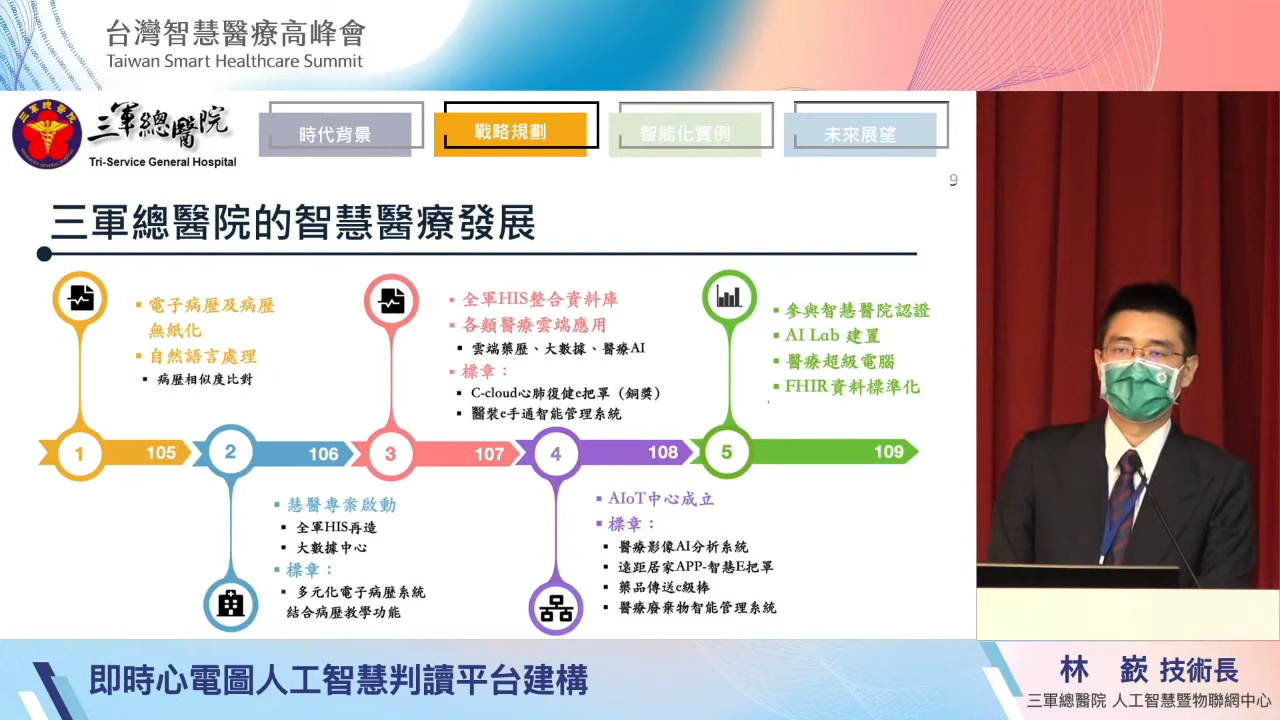 台灣智慧醫療高峰會
Taiwan Smart Healthcare Summit
三軍總醫院
三軍總醫院
Tri-Service General Hospital
時代背景
戰略規劃
智能化實例
未來展望
9
三軍總醫院的智慧醫療發展
▪ 電子病歷及病歷
無紙化
▪ 自然語言處理
▪ 病歷相似度比對
▪ 全軍HIS整合資料庫
▪ 各類醫療雲端應用
▪ 雲端藥歷、大數據、醫療AI
▪ 標章：
▪ C-cloud心肺復健e把罩（銅獎）
▪ 醫裝e手通智能管理系統
▪ 參與智慧醫院認證
▪ AI Lab 建置
▪ 醫療超級電腦
▪ FHIR資料標準化
1 105 2 106 3 107 4 108 5 109
▪ 慧醫專案啟動
▪ 全軍HIS再造
▪ 大數據中心
▪ 標章：
▪ 多元化電子病歷系統
結合病歷教學功能
▪ AIoT中心成立
▪ 標章：
▪ 醫療影像AI分析系統
▪ 遠距居家APP-智慧E把罩
▪ 藥品傳送e級棒
▪ 醫療廢棄物智能管理系統
即時心電圖人工智慧判讀平台建構
林 嶔 技術長
三軍總醫院 人工智慧暨物聯網中心